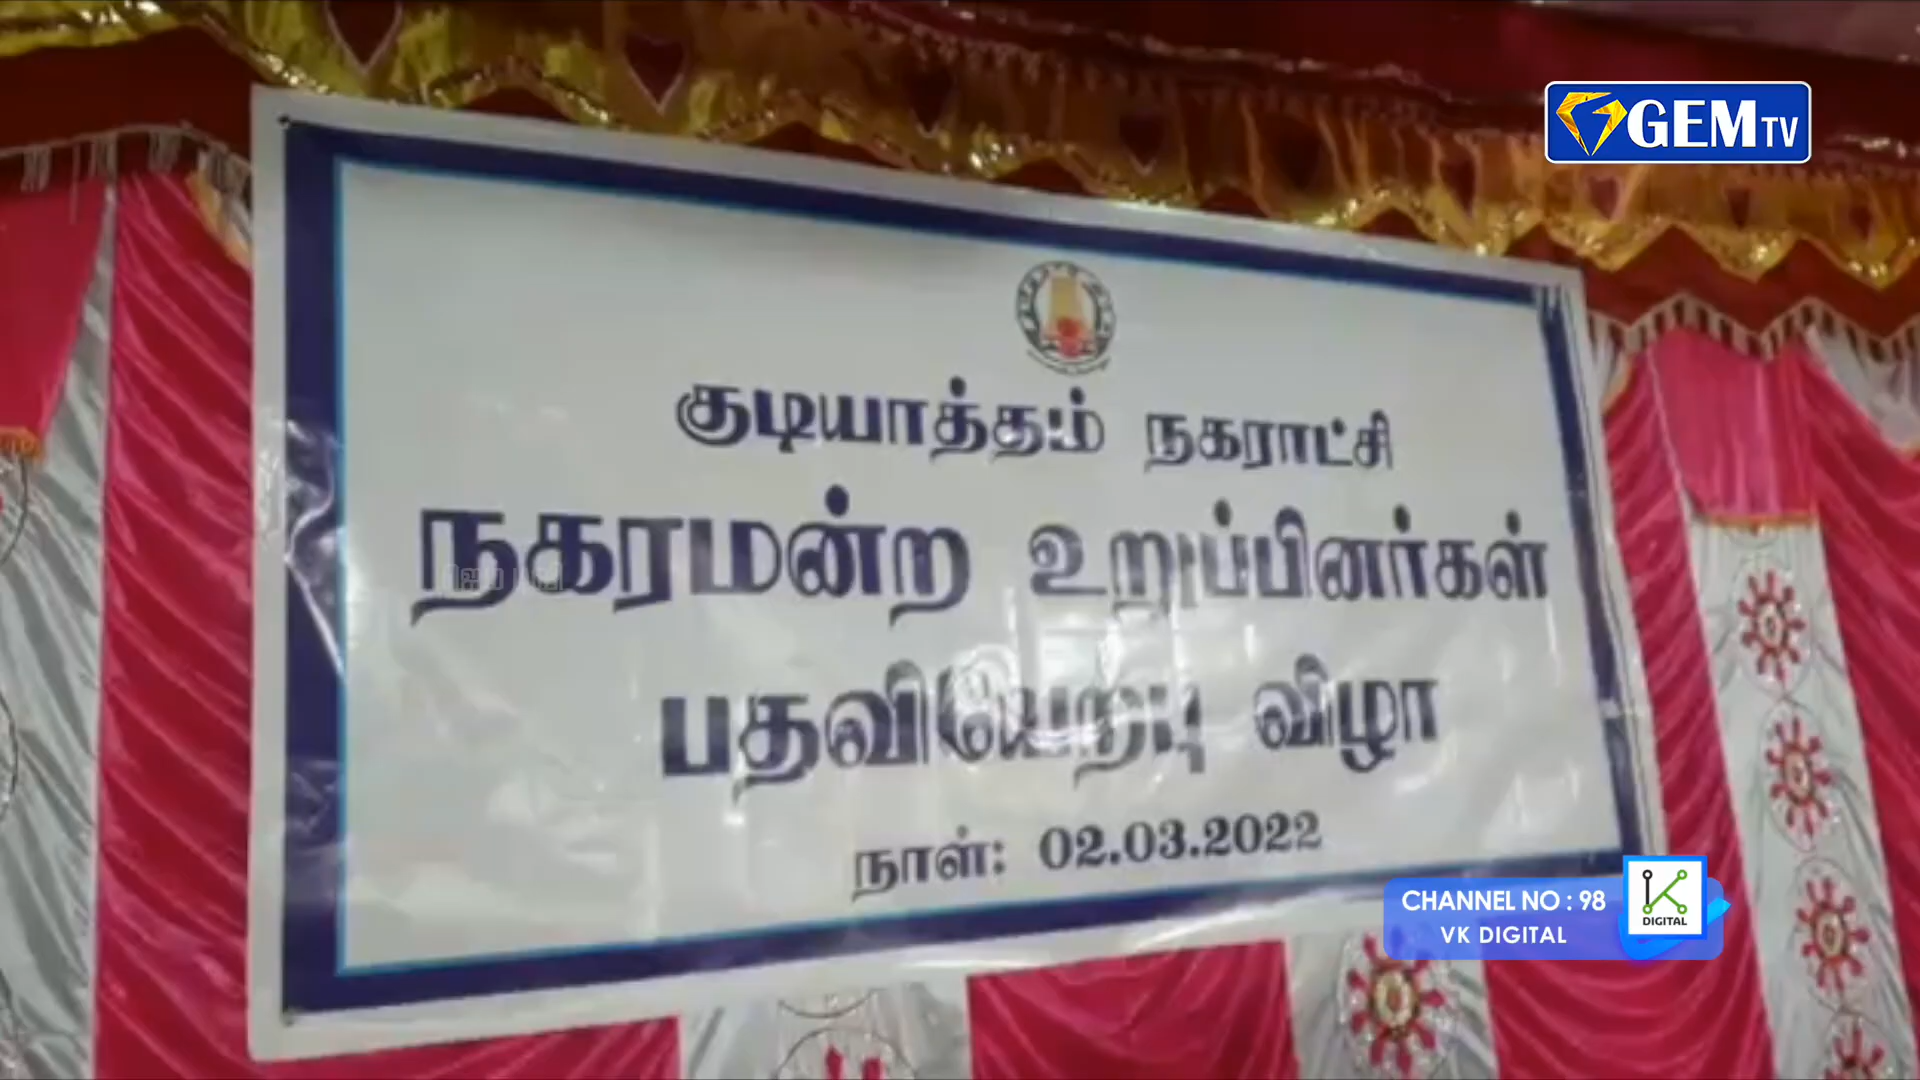 GEM TV
குடியாத்தம் நகராட்சி
நகரமன்ற உறுப்பினர்கள்
பதவியேற்பு விழா
நாள்: 02.03.2022
CHANNEL NO : 98
VK DIGITAL
DIGITAL